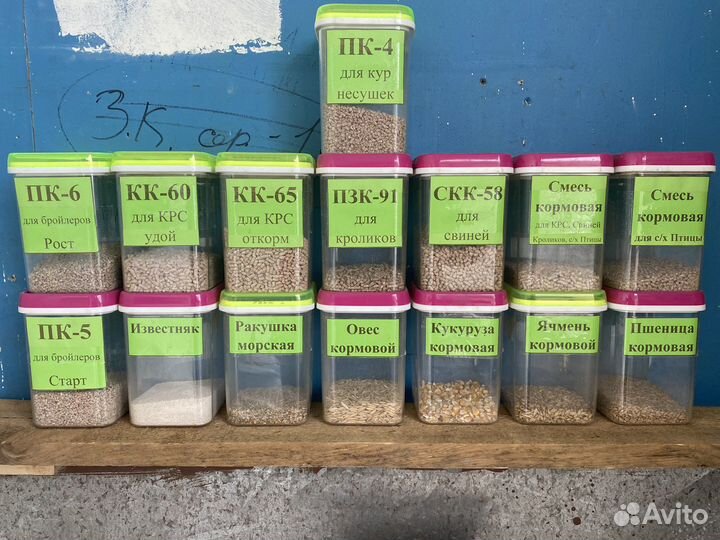 ПК-4
для кур
несушек
З.К. сер-1
ПК-6
для бройлеров
Рост
КК-60
для КРС
удой
КК-65
для КРС
откорм
ПЗК-91
для
кроликов
СКК-58
для
свиней
Смесь
кормовая
для КРС, Свиней
Кроликов, с/х Птицы
Смесь
кормовая
для с/х Птицы
ПК-5
для бройлеров
Старт
Известняк
Ракушка
морская
Овес
кормовой
Кукуруза
кормовая
Ячмень
кормовой
Пшеница
кормовая
Avito